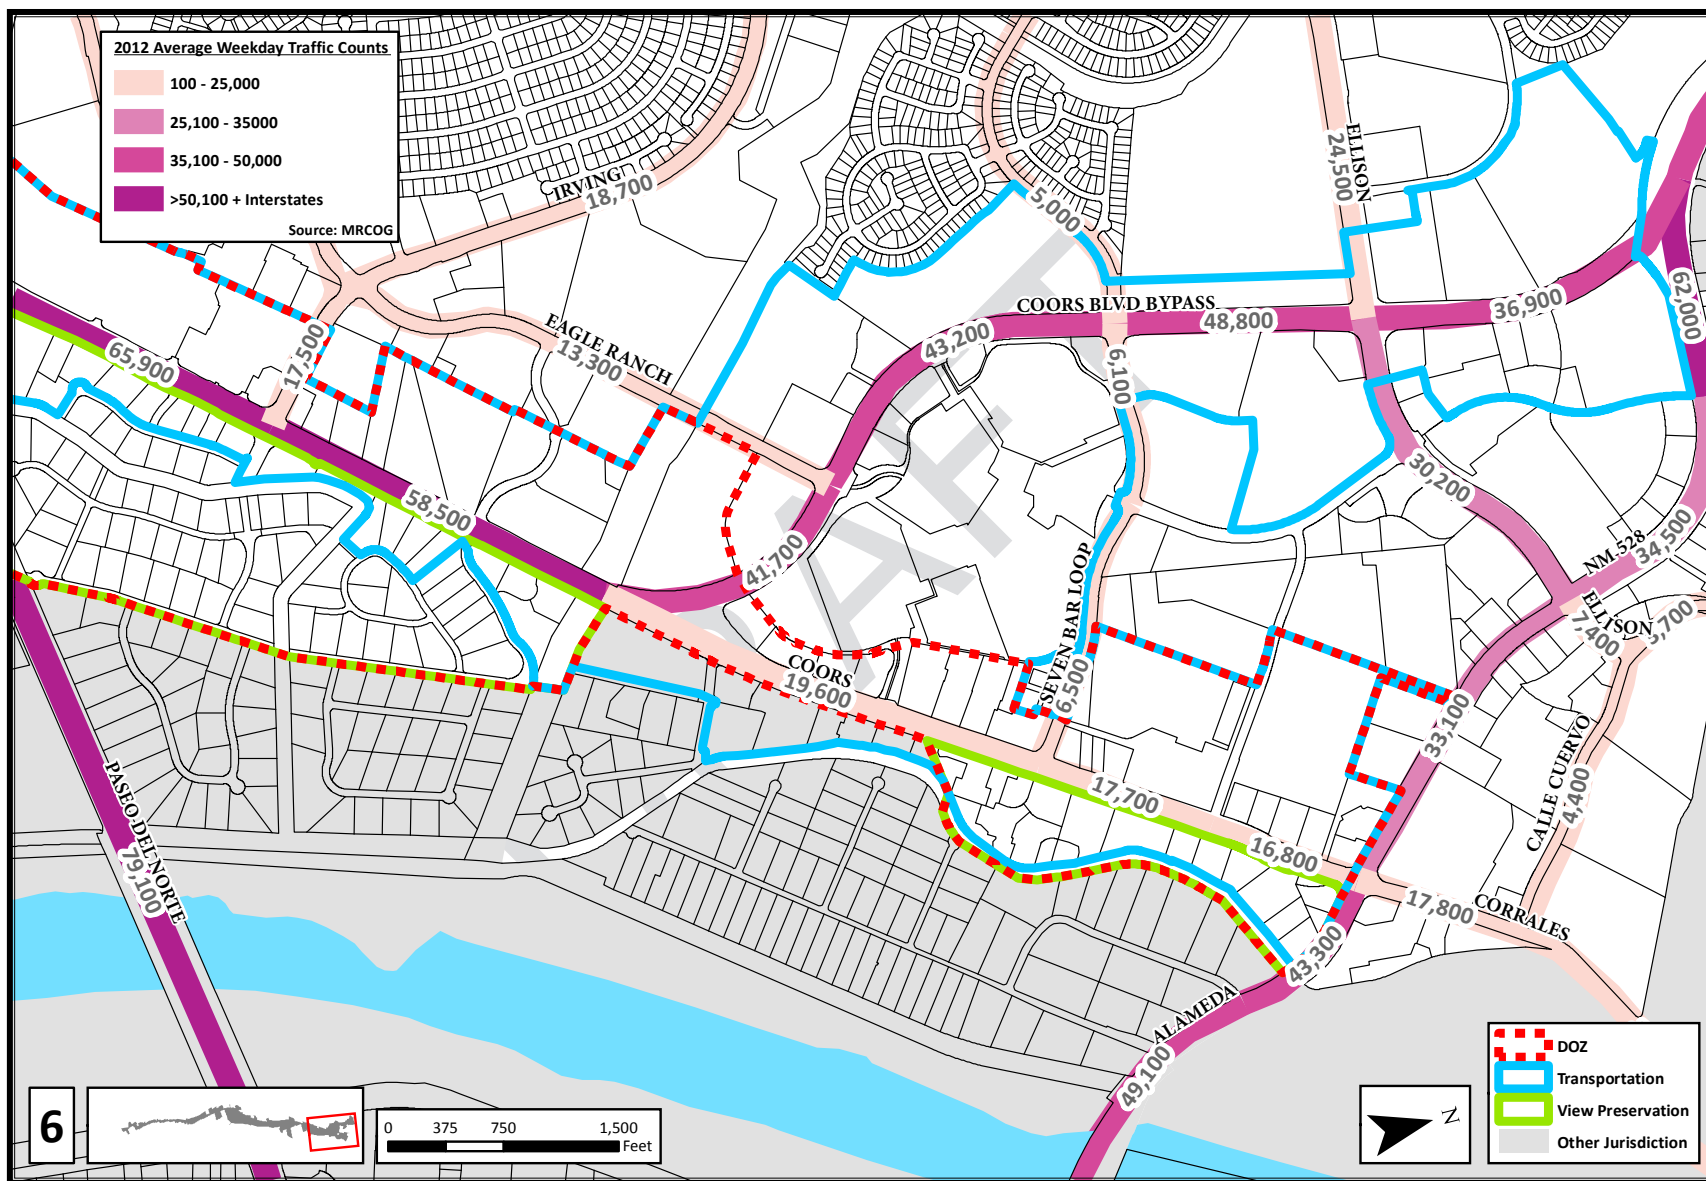 2012 Average Weekday Traffic Counts
100 - 25,000
25,100 - 35000
35,100 - 50,000
>50,100 + Interstates
Source: MRCOG
IRVING
18,700
5,000
ELLISON
24,500
62,000
COORS BLVD BYPASS
36,900
48,800
43,200
EAGLE RANCH
13,300
17,500
65,900
6,100
58,500
30,200
41,700
34,500
NM 528
ELLISON
7,400
3,700
SEVEN BAR LOOP
6,500
COORS
19,600
33,100
CALLE CUERVO
4,400
17,700
16,800
17,800
CORRALES
PASEO DEL NORTE
79,100
43,300
ALAMEDA
49,100
DRAFT
DOZ
Transportation
View Preservation
Other Jurisdiction
6
0 375 750 1,500
Feet
N